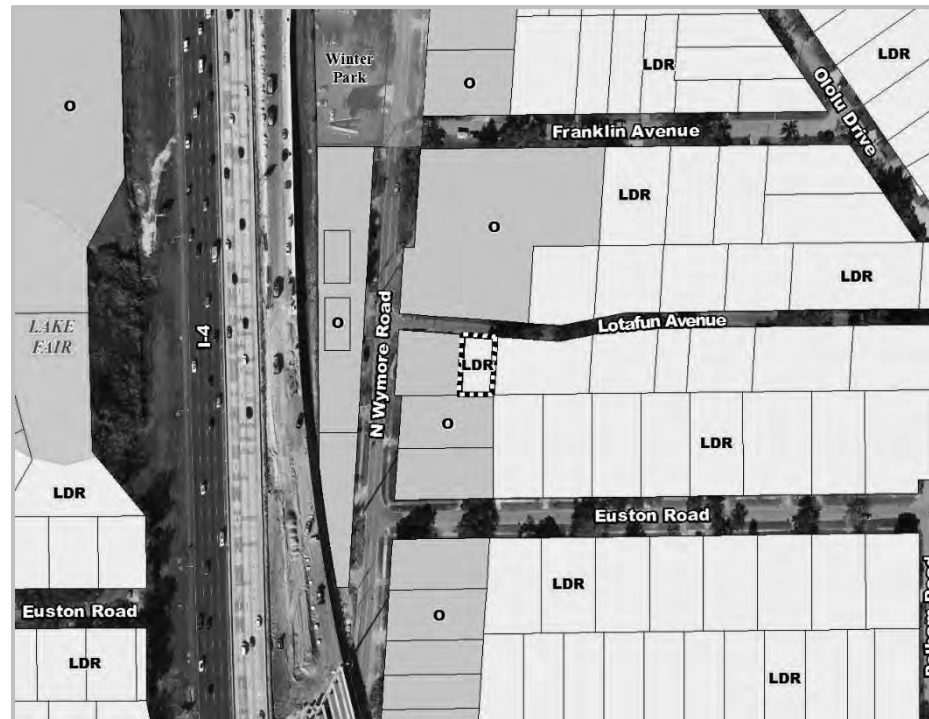 Winter
Park
LDR
LDR
O
O
Franklin Avenue
Ololu Drive
LDR
O
LDR
LAKE
FAIR
I-4
O
N Wymore Road
Lotafun Avenue
LDR
O
LDR
LDR
Euston Road
LDR
Euston Road
O
LDR
LDR